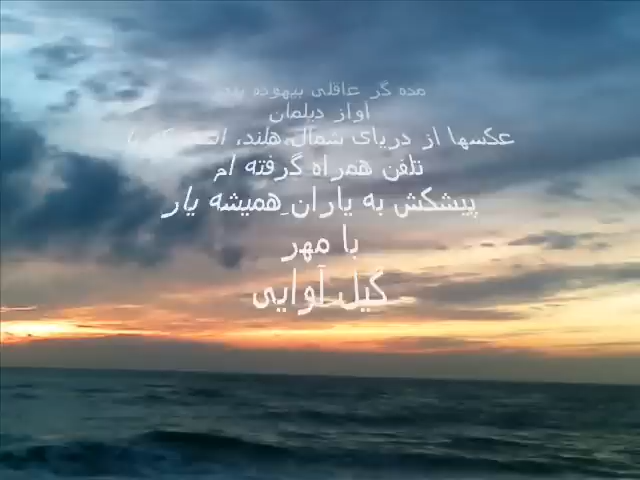 مده گر عاقلی بیهوده
اواز دیلمان
عکسها از دریای شمال،هلند،
تلفن همراه گرفته ام
پیشکش به یاران ِهمیشه یار
با مهر
گیل آوایی